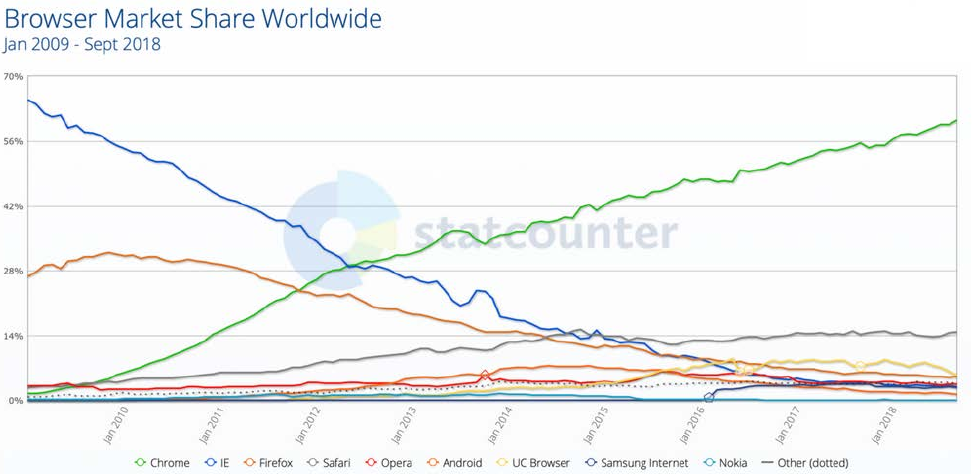 Browser Market Share Worldwide
Jan 2009 - Sept 2018
70%
56%
42%
28%
14%
0%
statcounter
Jan 2010 Jan 2011 Jan 2012 Jan 2013 Jan 2014 Jan 2015 Jan 2016 Jan 2017 Jan 2018
Chrome IE Firefox Safari Opera Android UC Browser Samsung Internet Nokia Other (dotted)